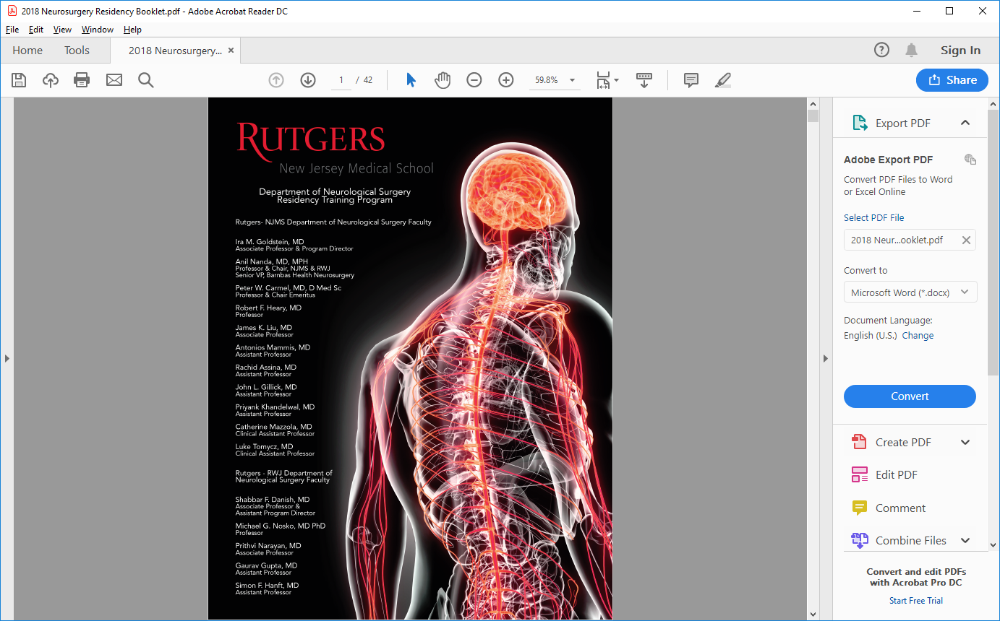 2018 Neurosurgery Residency Booklet.pdf - Adobe Acrobat Reader DC
File Edit View Window Help
Home Tools 2018 Neurosurgery... × Sign In
1 / 42 59.8% Share
RUTGERS
New Jersey Medical School
Department of Neurological Surgery
Residency Training Program
Rutgers- NJMS Department of Neurological Surgery Faculty
Ira M. Goldstein, MD
Associate Professor & Program Director
Anil Nanda, MD, MPH
Professor & Chair, NJMS & RWJ
Senior VP, Barnbas Health Neurosurgery
Peter W. Carmel, MD, D Med Sc
Professor & Chair Emeritus
Robert F. Heary, MD
Professor
James K. Liu, MD
Associate Professor
Antonios Mammis, MD
Assistant Professor
Rachid Assina, MD
Assistant Professor
John L. Gillick, MD
Assistant Professor
Priyank Khandelwal, MD
Assistant Professor
Catherine Mazzola, MD
Clinical Assistant Professor
Luke Tomycz, MD
Clinical Assistant Professor
Rutgers - RWJ Department of
Neurological Surgery Faculty
Shabbar F. Danish, MD
Associate Professor &
Assistant Program Director
Michael G. Nosko, MD PhD
Professor
Prithvi Narayan, MD
Associate Professor
Gaurav Gupta, MD
Assistant Professor
Simon F. Hanft, MD
Assistant Professor
Export PDF
Adobe Export PDF
Convert PDF Files to Word
or Excel Online
Select PDF File
2018 Neur...ooklet.pdf
Convert to
Microsoft Word (*.docx)
Document Language:
English (U.S.) Change
Convert
Create PDF
Edit PDF
Comment
Combine Files
Convert and edit PDFs
with Acrobat Pro DC
Start Free Trial